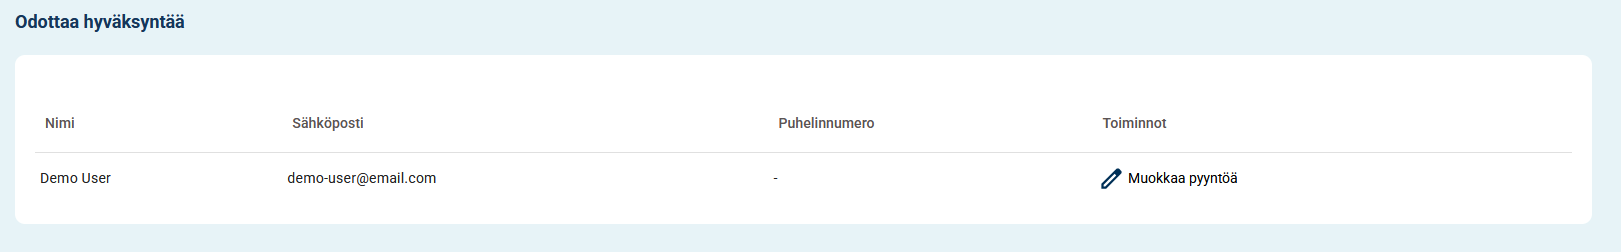 Odottaa hyväksyntää
Nimi Sähköposti Puhelinnumero Toiminnot
Demo User demo-user@email.com - Muokkaa pyyntöä